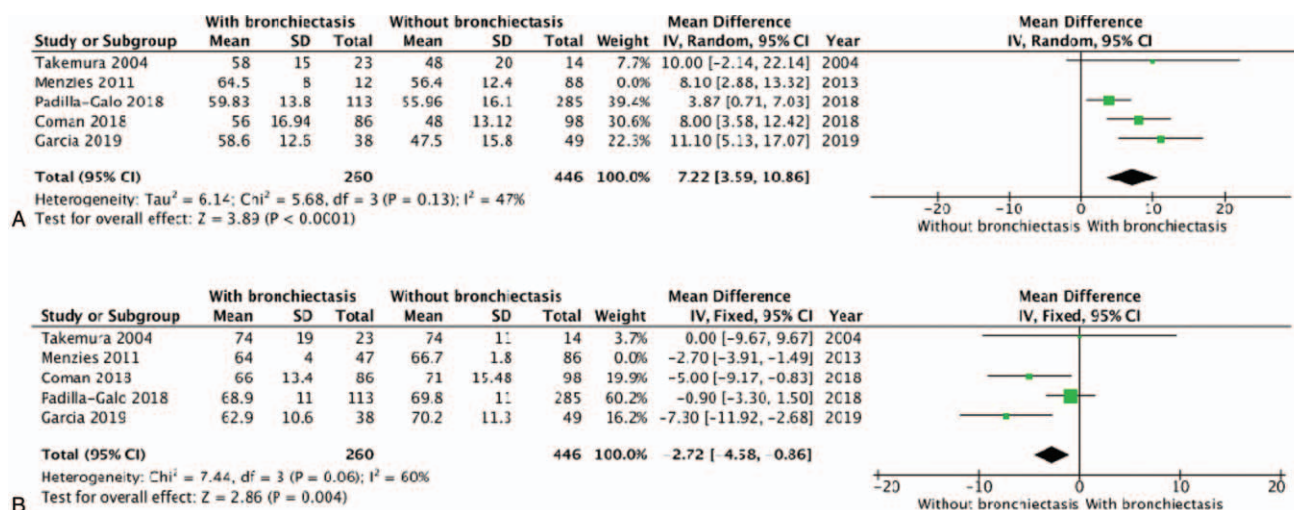 With bronchiectasis Without bronchiectasis Mean Difference Mean Difference
Study or Subgroup Mean SD Total Mean SD Total Weight IV, Random, 95% CI Year IV, Random, 95% CI
Takemura 2004 58 15 23 48 20 14 7.7% 10.00 [-2.14, 22.14] 2004
Menzies 2011 64.5 8 12 56.4 12.4 88 0.0% 8.10 [2.88, 13.32] 2013
Padilla-Galo 2018 59.83 13.8 113 55.96 16.1 285 39.4% 3.87 [0.71, 7.03] 2018
Coman 2018 56 16.94 86 48 13.12 98 30.6% 8.00 [3.58, 12.42] 2018
Garcia 2019 58.6 12.5 38 47.5 15.8 49 22.3% 11.10 [5.13, 17.07] 2019
Total (95% CI) 260 446 100.0% 7.22 [3.59, 10.86]
Heterogeneity: Tau² = 6.14; Chi² = 5.68, df = 3 (P = 0.13); I² = 47%
Test for overall effect: Z = 3.89 (P < 0.0001)
-20 -10 0 10 20
Without bronchiectasis With bronchiectasis
A
With bronchiectasis Without bronchiectasis Mean Difference Mean Difference
Study or Subgroup Mean SD Total Mean SD Total Weight IV, Fixed, 95% CI Year IV, Fixed, 95% CI
Takemura 2004 74 19 23 74 11 14 3.7% 0.00 [-9.67, 9.67] 2004
Menzies 2011 64 4 47 66.7 1.8 86 0.0% -2.70 [-3.91, -1.49] 2013
Coman 2018 66 13.4 86 71 15.48 98 19.9% -5.00 [-9.17, -0.83] 2018
Padilla-Galo 2018 68.9 11 113 69.8 11 285 60.2% -0.90 [-3.30, 1.50] 2018
Garcia 2019 62.9 10.6 38 70.2 11.3 49 16.2% -7.30 [-11.92, -2.68] 2019
Total (95% CI) 260 446 100.0% -2.72 [-4.58, -0.86]
Heterogeneity: Chi² = 7.44, df = 3 (P = 0.06); I² = 60%
Test for overall effect: Z = 2.86 (P = 0.004)
-20 -10 0 10 20
Without bronchiectasis With bronchiectasis
B